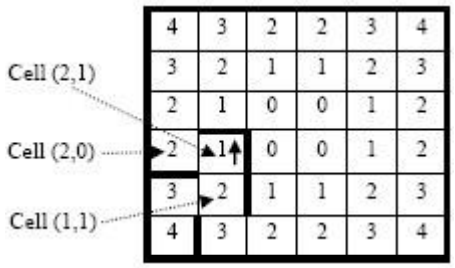 4 3 2 2 3 4
3 2 1 1 2 3
Cell (2,1)
2 1 0 0 1 2
Cell (2,0)
2 1 0 0 1 2
3 2 1 1 2 3
Cell (1,1)
4 3 2 2 3 4